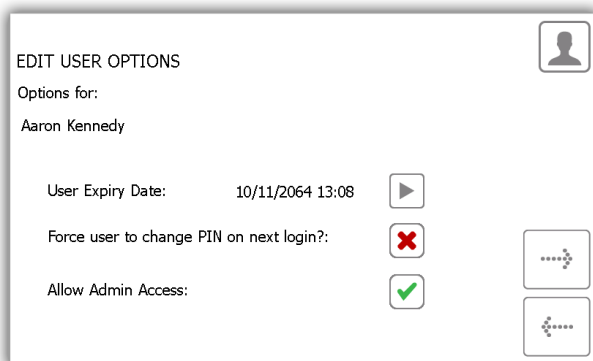 EDIT USER OPTIONS
Options for:
Aaron Kennedy
User Expiry Date: 10/11/2064 13:08
Force user to change PIN on next login?:
Allow Admin Access: